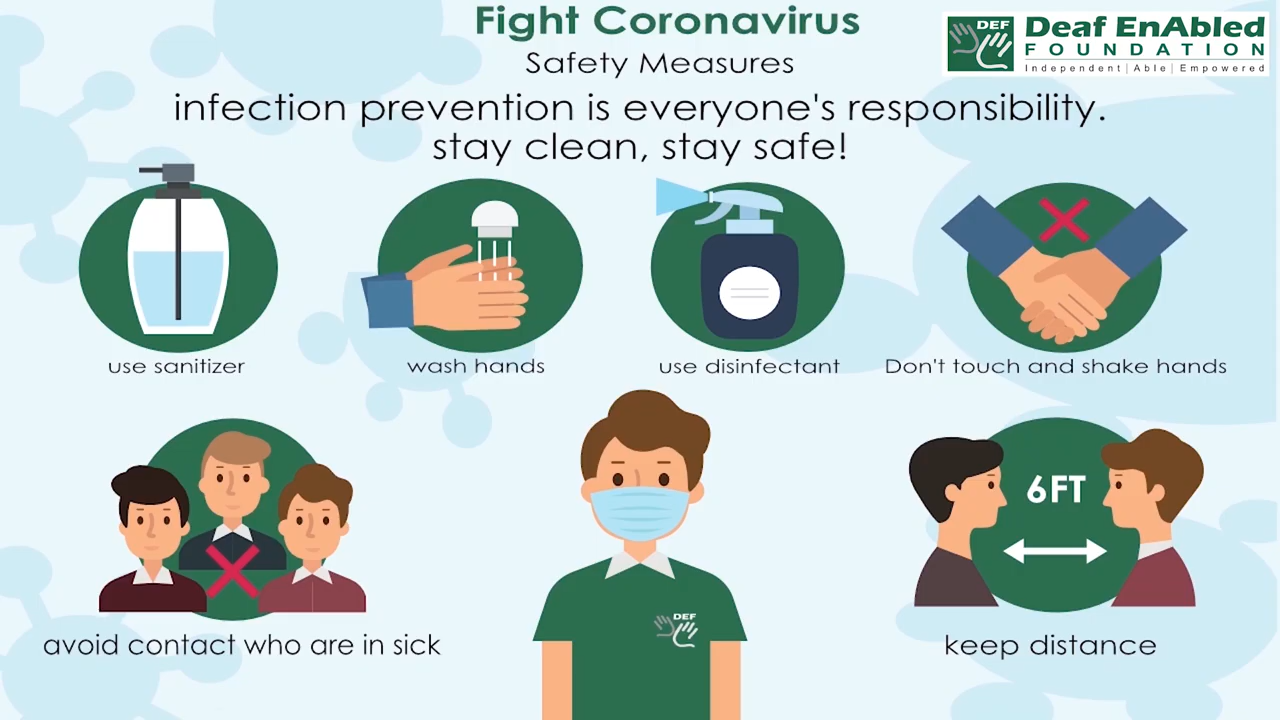 Fight Coronavirus
Safety Measures
DEF
Deaf EnAbled
FOUNDATION
Independent | Able | Empowered
infection prevention is everyone's responsibility.
stay clean, stay safe!
use sanitizer
wash hands
use disinfectant
Don't touch and shake hands
6 FT
DEF
avoid contact who are in sick
keep distance